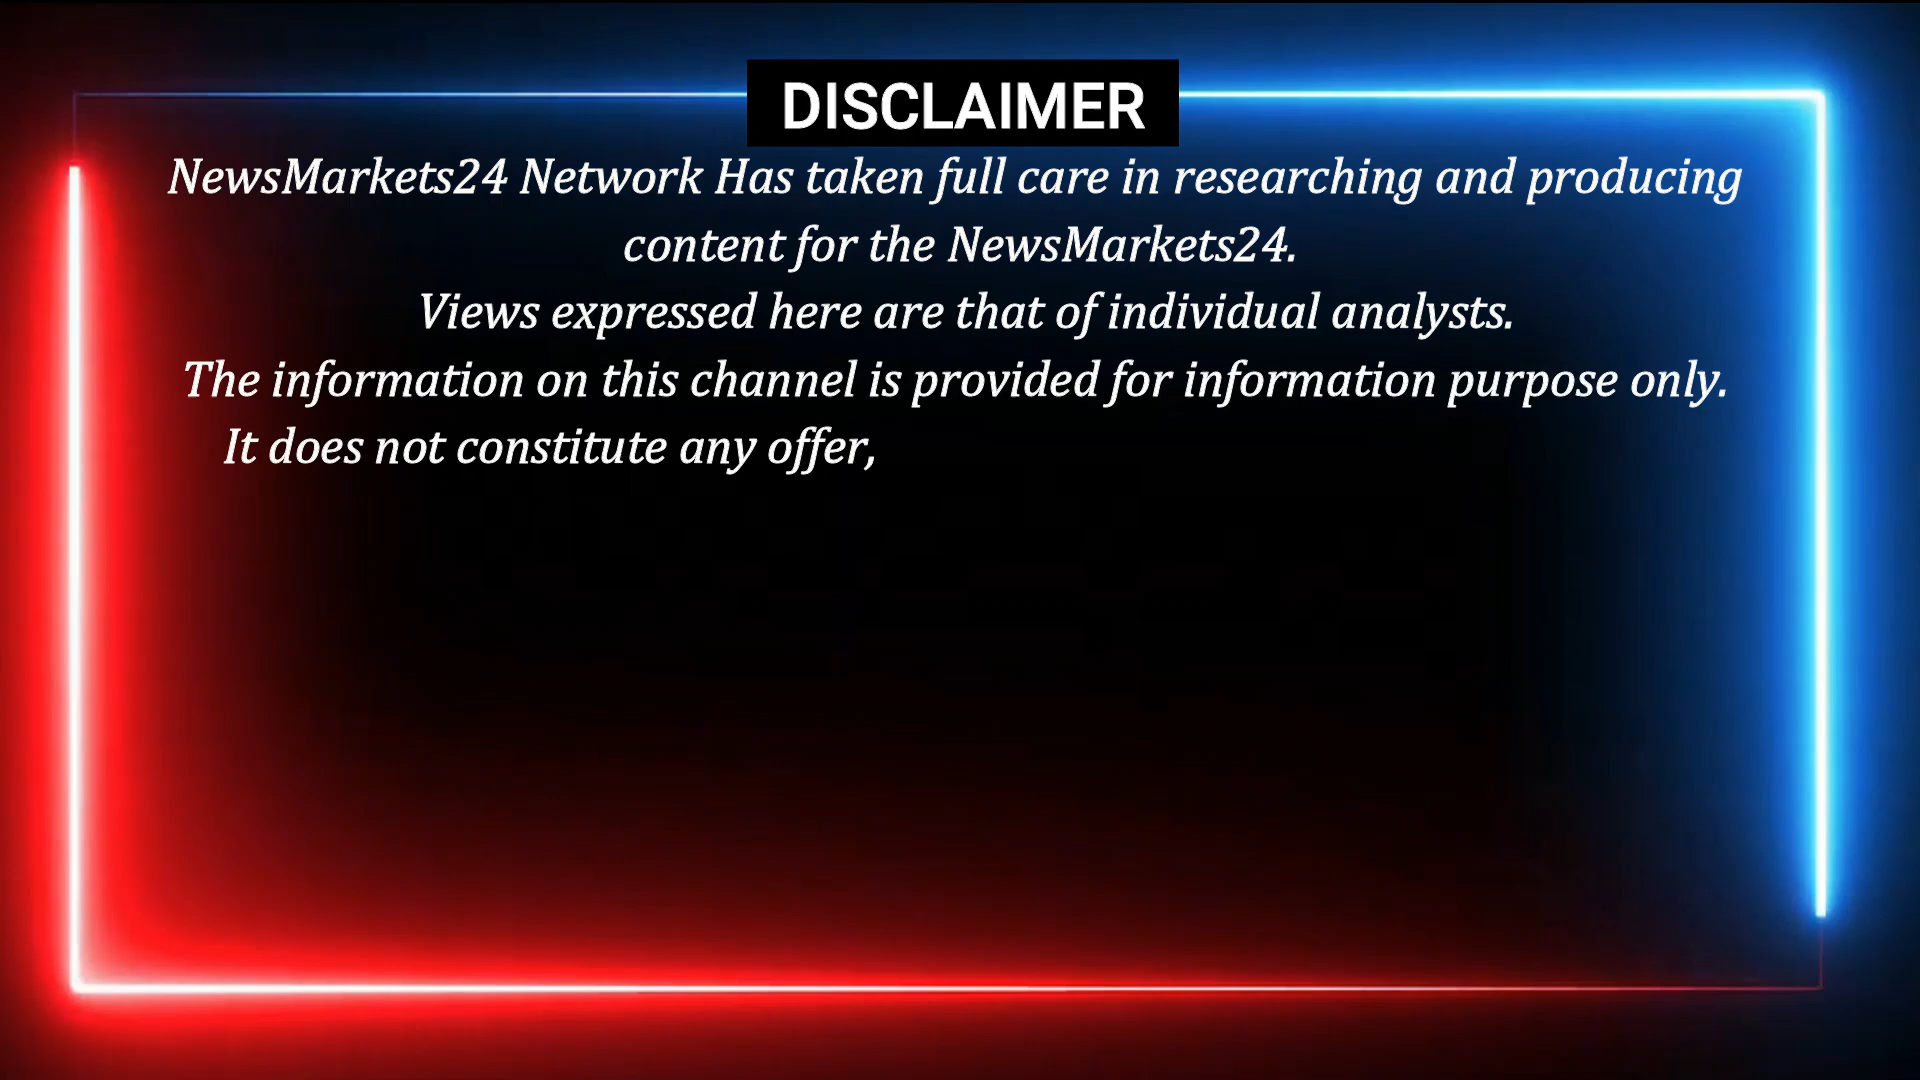 DISCLAIMER
NewsMarkets24 Network Has taken full care in researching and producing
content for the NewsMarkets24.
Views expressed here are that of individual analysts.
The information on this channel is provided for information purpose only.
It does not constitute any offer,